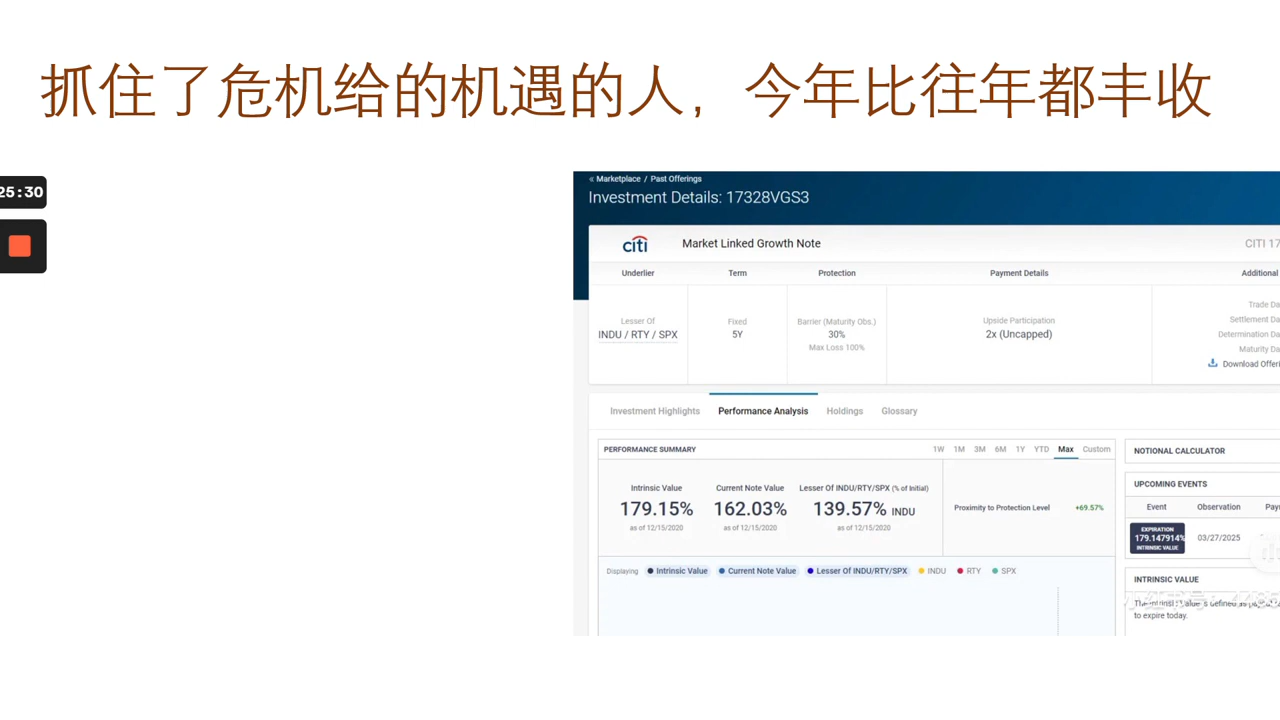 抓住了危机给的机遇的人，今年比往年都丰收
25:30
« Marketplace / Past Offerings
Investment Details: 17328VGS3
citi Market Linked Growth Note CITI 17
Underlier Term Protection Payment Details Additional
Lesser Of
INDU / RTY / SPX
Fixed
5Y
Barrier (Maturity Obs.)
30%
Max Loss 100%
Upside Participation
2x (Uncapped)
Trade Da
Settlement Da
Determination Da
Maturity Da
Download Offeri
Investment Highlights Performance Analysis Holdings Glossary
PERFORMANCE SUMMARY 1W 1M 3M 6M 1Y YTD Max Custom
Intrinsic Value
179.15%
as of 12/15/2020
Current Note Value
162.03%
as of 12/15/2020
Lesser Of INDU/RTY/SPX (% of Initial)
139.57% INDU
as of 12/15/2020
Proximity to Protection Level +69.57%
Displaying Intrinsic Value Current Note Value Lesser Of INDU/RTY/SPX INDU RTY SPX
NOTIONAL CALCULATOR
UPCOMING EVENTS
Event Observation Pay
EXPIRATION
179.147914%
INTRINSIC VALUE
03/27/2025
INTRINSIC VALUE
The Intrinsic Value is defined as
to expire today.